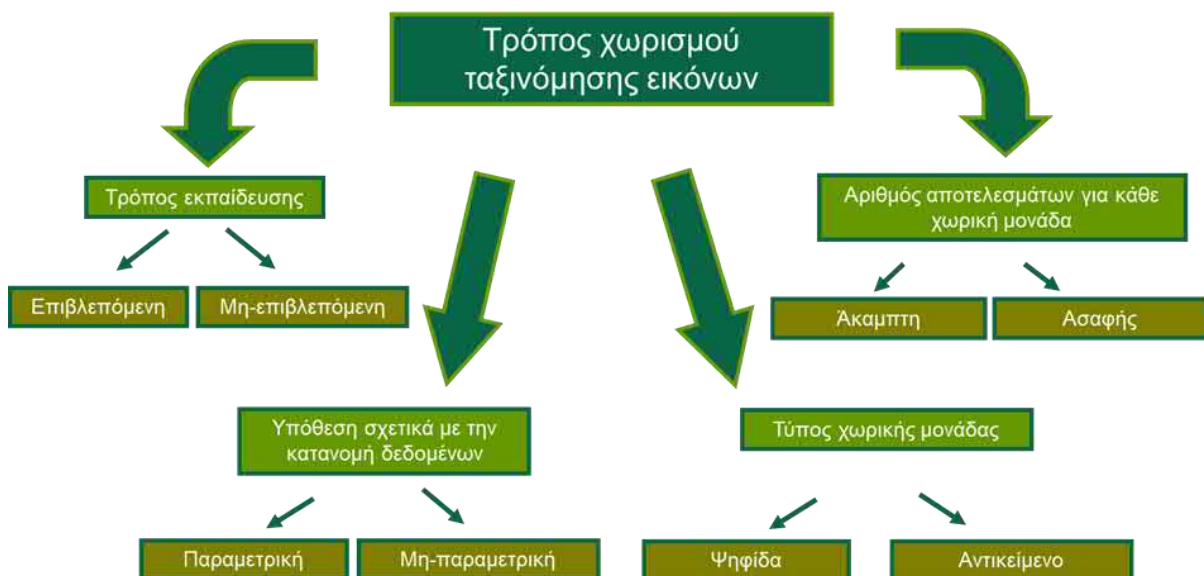 Τρόπος χωρισμού
ταξινόμησης εικόνων
Τρόπος εκπαίδευσης
Επιβλεπόμενη
Μη-επιβλεπόμενη
Υπόθεση σχετικά με την
κατανομή δεδομένων
Παραμετρική
Μη-παραμετρική
Τύπος χωρικής μονάδας
Ψηφίδα
Αντικείμενο
Αριθμός αποτελεσμάτων για κάθε
χωρική μονάδα
Άκαμπτη
Ασαφής